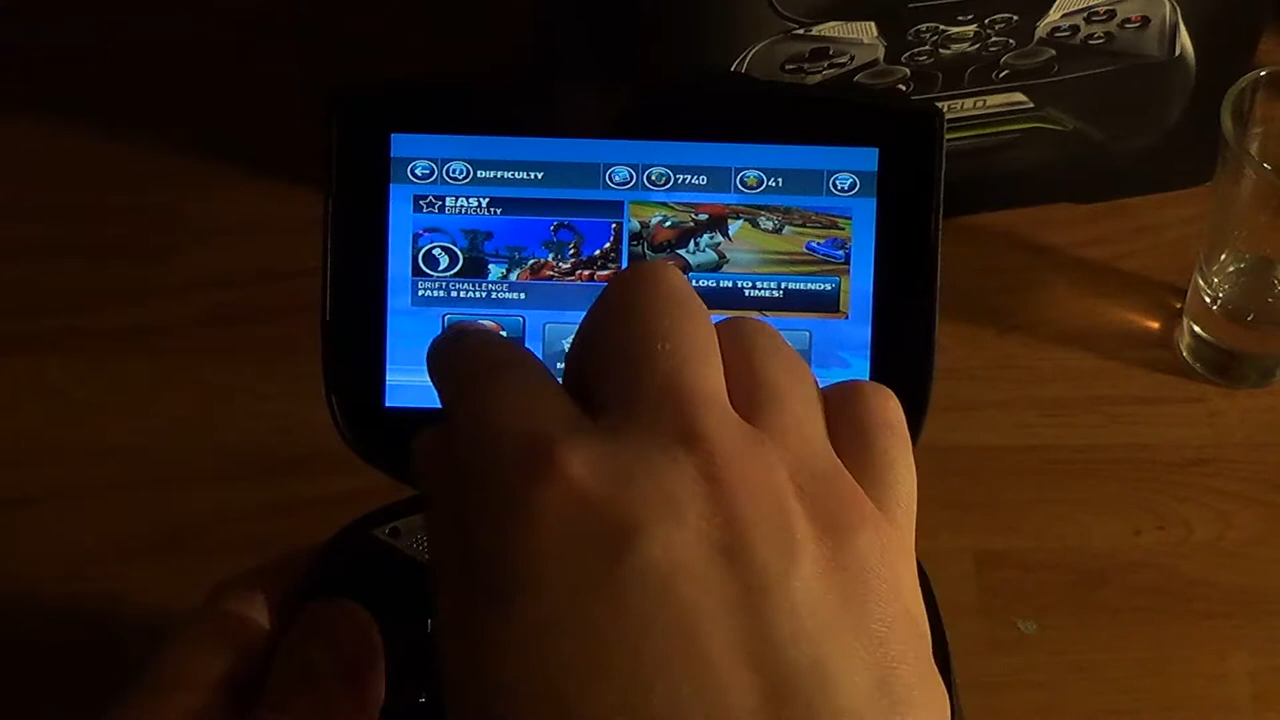 DIFFICULTY
7740
41
EASY
DIFFICULTY
DRIFT CHALLENGE
PASS: 8 EASY ZONES
LOG IN TO SEE FRIENDS'
TIMES!